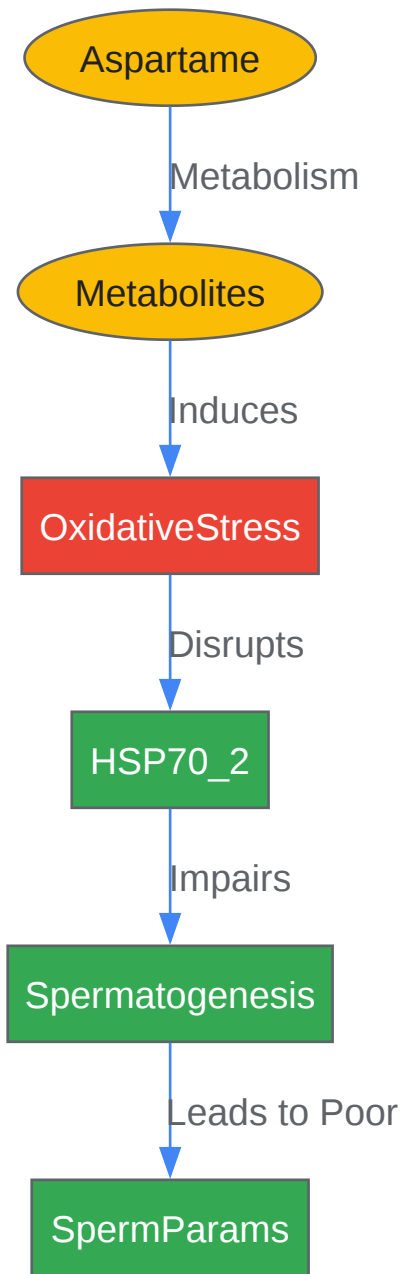 Aspartame
Metabolism
Metabolites
Induces
OxidativeStress
Disrupts
HSP70_2
Impairs
Spermatogenesis
Leads to Poor
SpermParams